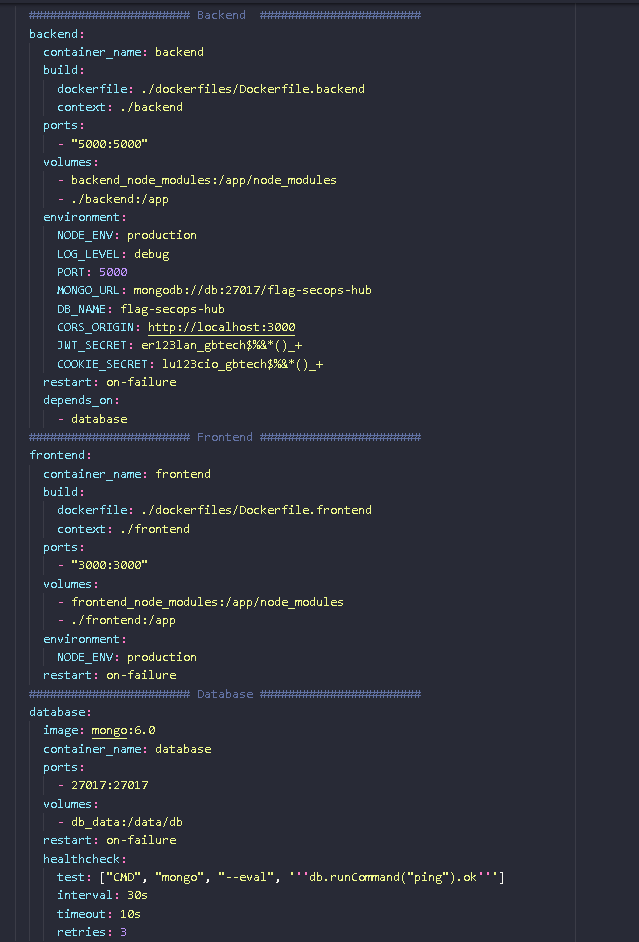 ####################### Backend #######################
backend:
container_name: backend
build:
dockerfile: ./dockerfiles/Dockerfile.backend
context: ./backend
ports:
- "5000:5000"
volumes:
- backend_node_modules:/app/node_modules
- ./backend:/app
environment:
NODE_ENV: production
LOG_LEVEL: debug
PORT: 5000
MONGO_URL: mongodb://db:27017/flag-secops-hub
DB_NAME: flag-secops-hub
CORS_ORIGIN: http://localhost:3000
JWT_SECRET: er123lan_gbtech$%&*()_+
COOKIE_SECRET: lu123cio_gbtech$%&*()_+
restart: on-failure
depends_on:
- database
####################### Frontend #######################
frontend:
container_name: frontend
build:
dockerfile: ./dockerfiles/Dockerfile.frontend
context: ./frontend
ports:
- "3000:3000"
volumes:
- frontend_node_modules:/app/node_modules
- ./frontend:/app
environment:
NODE_ENV: production
restart: on-failure
####################### Database #######################
database:
image: mongo:6.0
container_name: database
ports:
- 27017:27017
volumes:
- db_data:/data/db
restart: on-failure
healthcheck:
test: ["CMD", "mongo", "--eval", '''db.runCommand("ping").ok''']
interval: 30s
timeout: 10s
retries: 3